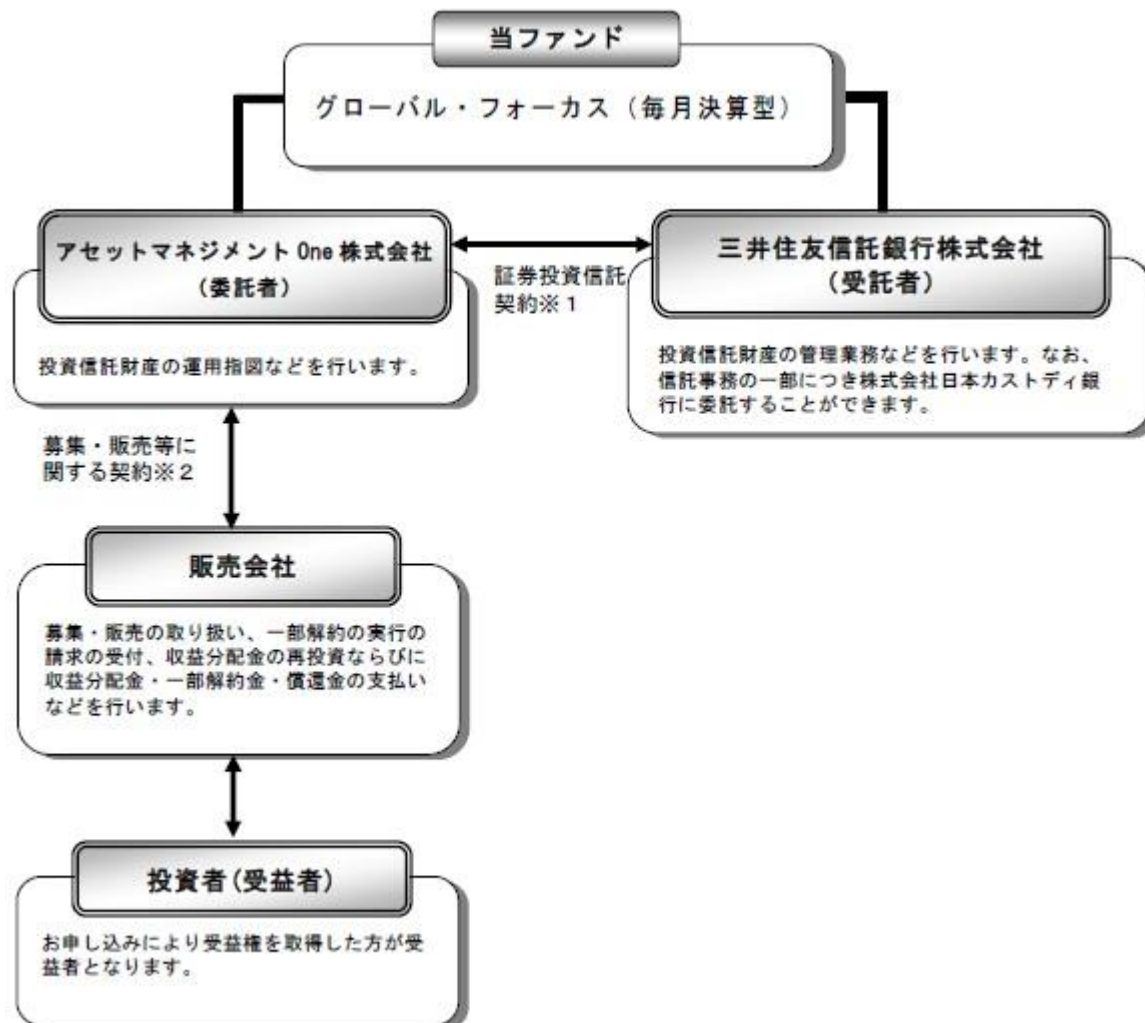 当ファンド
グローバル・フォーカス（毎月決算型）
アセットマネジメント One 株式会社
（委託者）
投資信託財産の運用指図などを行います。
証券投資信託
契約※１
三井住友信託銀行株式会社
（受託者）
投資信託財産の管理業務などを行います。なお、
信託事務の一部につき株式会社日本カストディ銀
行に委託することができます。
募集・販売等に
関する契約※２
販売会社
募集・販売の取り扱い、一部解約の実行の
請求の受付、収益分配金の再投資ならびに
収益分配金・一部解約金・償還金の支払い
などを行います。
投資者(受益者)
お申し込みにより受益権を取得した方が受
益者となります。